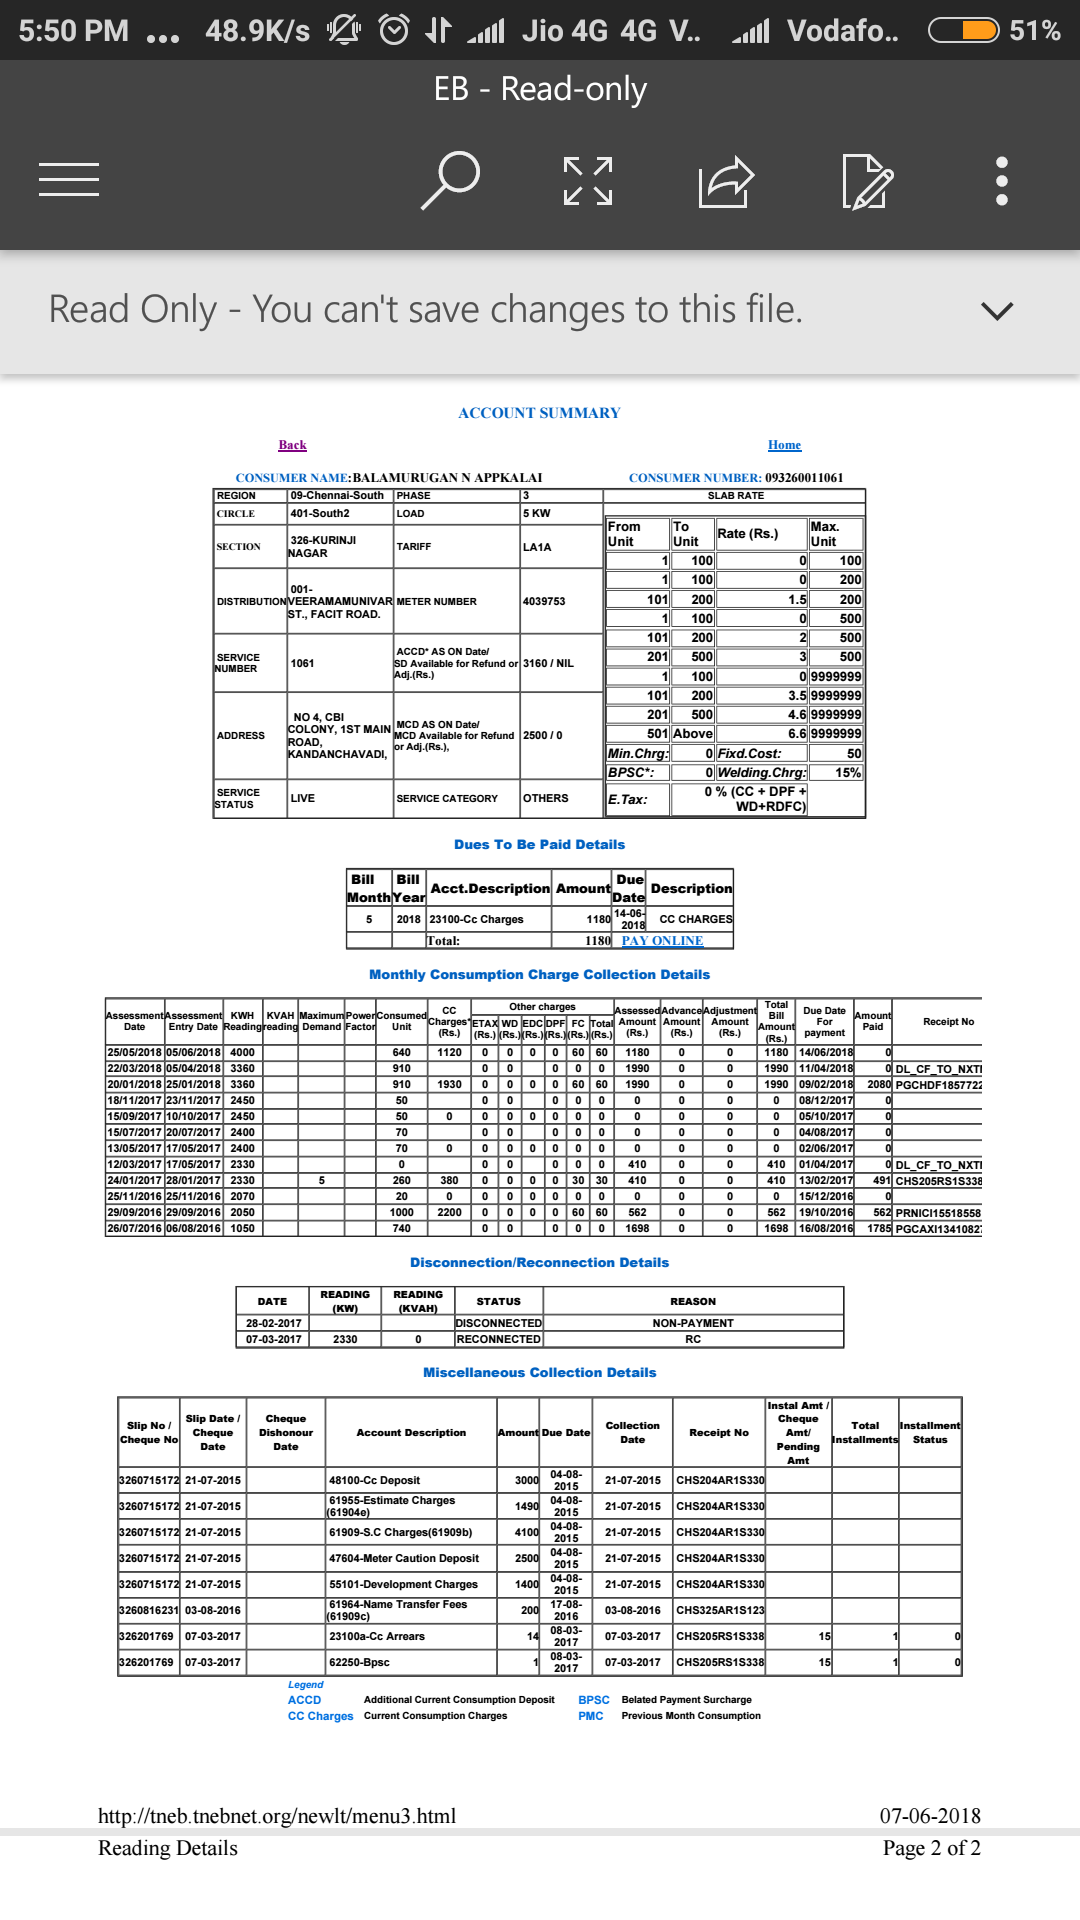 5:50 PM ... 48.9K/s Jio 4G 4G V.. Vodafo.. 51%
EB - Read-only
Read Only - You can't save changes to this file.
ACCOUNT SUMMARY
Back Home
CONSUMER NAME:BALAMURUGAN N APPKALAI CONSUMER NUMBER: 093260011061
REGION 09-Chennai-South PHASE 3 SLAB RATE
CIRCLE 401-South2 LOAD 5 KW
SECTION 326-KURINJI NAGAR TARIFF LA1A
DISTRIBUTION 001-VEERAMAMUNIVAR ST., FACIT ROAD. METER NUMBER 4039753
SERVICE NUMBER 1061 ACCD* AS ON Date/ SD Available for Refund or Adj.(Rs.) 3160 / NIL
ADDRESS NO 4, CBI COLONY, 1ST MAIN ROAD, KANDANCHAVADI, MCD AS ON Date/ MCD Available for Refund or Adj.(Rs.), 2500 / 0
SERVICE STATUS LIVE SERVICE CATEGORY OTHERS
From Unit To Unit Rate (Rs.) Max. Unit
1 100 0 100
1 100 0 200
101 200 1.5 200
1 100 0 500
101 200 2 500
201 500 3 500
1 100 0 9999999
101 200 3.5 9999999
201 500 4.6 9999999
501 Above 6.6 9999999
Min.Chrg: 0 Fixd.Cost: 50
BPSC*: 0 Welding.Chrg: 15%
E.Tax: 0 % (CC + DPF + WD+RDFC)
Dues To Be Paid Details
Bill Month Bill Year Acct.Description Amount Due Date Description
5 2018 23100-Cc Charges 1180 14-06-2018 CC CHARGES
Total: 1180 PAY ONLINE
Monthly Consumption Charge Collection Details
Assessment Date Assessment Entry Date KWH Reading KVAH reading Maximum Demand Power Factor Consumed Unit CC Charges* (Rs.) Other charges ETAX (Rs.) WD (Rs.) EDC (Rs.) DPF (Rs.) FC (Rs.) Total (Rs.) Assessed Amount (Rs.) Advance Amount (Rs.) Adjustment Amount (Rs.) Total Bill Amount (Rs.) Due Date For payment Amount Paid Receipt No
25/05/2018 05/06/2018 4000 640 1120 0 0 0 0 60 60 1180 0 0 1180 14/06/2018 0
22/03/2018 05/04/2018 3360 910 0 0 0 0 0 1990 0 0 1990 11/04/2018 0 DL_CF_TO_NXT
20/01/2018 25/01/2018 3360 910 1930 0 0 0 0 60 60 1990 0 0 1990 09/02/2018 2080 PGCHDF1857722
18/11/2017 23/11/2017 2450 50 0 0 0 0 0 0 0 0 0 08/12/2017 0
15/09/2017 10/10/2017 2450 50 0 0 0 0 0 0 0 0 0 0 0 05/10/2017 0
15/07/2017 20/07/2017 2400 70 0 0 0 0 0 0 0 0 0 04/08/2017 0
13/05/2017 17/05/2017 2400 70 0 0 0 0 0 0 0 0 0 0 0 02/06/2017 0
12/03/2017 17/05/2017 2330 0 0 0 0 0 0 410 0 0 410 01/04/2017 0 DL_CF_TO_NXT
24/01/2017 28/01/2017 2330 5 260 380 0 0 0 0 30 30 410 0 0 410 13/02/2017 491 CHS205RS1S338
25/11/2016 25/11/2016 2070 20 0 0 0 0 0 0 0 0 0 0 0 15/12/2016 0
29/09/2016 29/09/2016 2050 1000 2200 0 0 0 0 60 60 562 0 0 562 19/10/2016 562 PRNICI15518558
26/07/2016 06/08/2016 1050 740 0 0 0 0 0 1698 0 0 1698 16/08/2016 1785 PGCAXI1341082
Disconnection/Reconnection Details
DATE READING (KW) READING (KVAH) STATUS REASON
28-02-2017 DISCONNECTED NON-PAYMENT
07-03-2017 2330 0 RECONNECTED RC
Miscellaneous Collection Details
Slip No / Cheque No Slip Date / Cheque Date Cheque Dishonour Date Account Description Amount Due Date Collection Date Receipt No Instal Amt / Cheque Amt/ Pending Amt Total Installments Installment Status
3260715172 21-07-2015 48100-Cc Deposit 3000 04-08-2015 21-07-2015 CHS204AR1S330
3260715172 21-07-2015 61955-Estimate Charges (61904e) 1490 04-08-2015 21-07-2015 CHS204AR1S330
3260715172 21-07-2015 61909-S.C Charges(61909b) 4100 04-08-2015 21-07-2015 CHS204AR1S330
3260715172 21-07-2015 47604-Meter Caution Deposit 2500 04-08-2015 21-07-2015 CHS204AR1S330
3260715172 21-07-2015 55101-Development Charges 1400 04-08-2015 21-07-2015 CHS204AR1S330
3260816231 03-08-2016 61964-Name Transfer Fees (61909c) 200 17-08-2016 03-08-2016 CHS325AR1S123
326201769 07-03-2017 23100a-Cc Arrears 14 08-03-2017 07-03-2017 CHS205RS1S338 15 1 0
326201769 07-03-2017 62250-Bpsc 1 08-03-2017 07-03-2017 CHS205RS1S338 15 1 0
Legend
ACCD Additional Current Consumption Deposit BPSC Belated Payment Surcharge
CC Charges Current Consumption Charges PMC Previous Month Consumption
http://tneb.tnebnet.org/newlt/menu3.html 07-06-2018
Reading Details Page 2 of 2